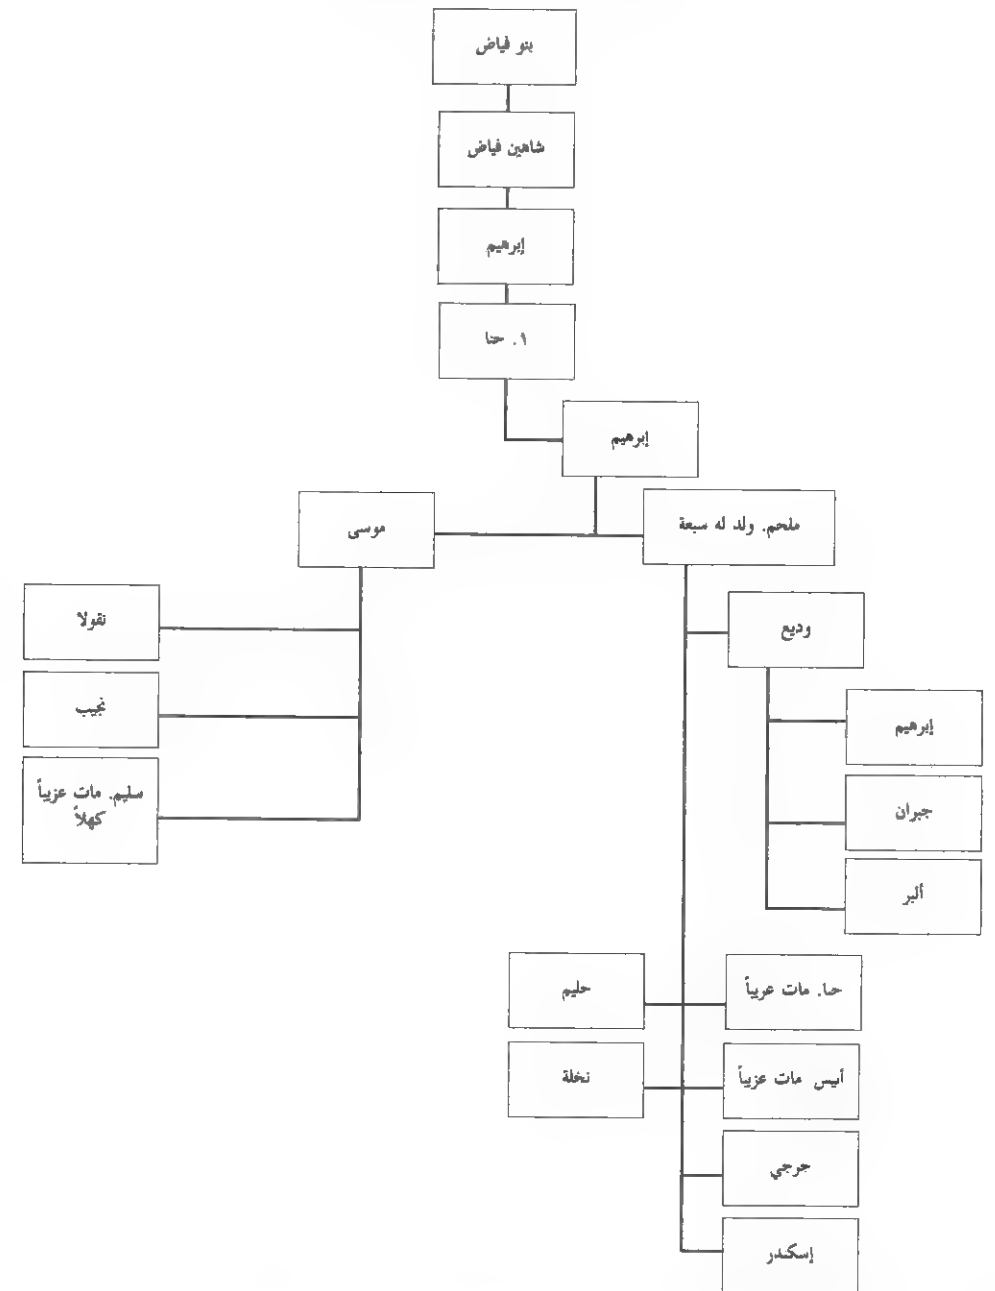 بنو فياض
شاهين فياض
إبرهيم
١. حنا
إبرهيم
ملحم. ولد له سبعة
موسى
وديع
إبرهيم
جبران
ألبر
نقولا
نجيب
سليم. مات عزيباً
كهلاً
حنا. مات عزيباً
حليم
أنيس مات عزيباً
نخلة
جرجي
إسكندر